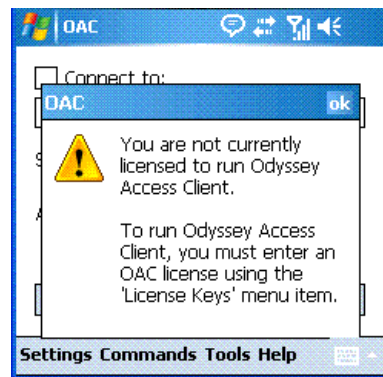 OAC
Connect to:
OAC ok
You are not currently
licensed to run Odyssey
Access Client.
To run Odyssey Access
Client, you must enter an
OAC license using the
'License Keys' menu item.
Settings Commands Tools Help